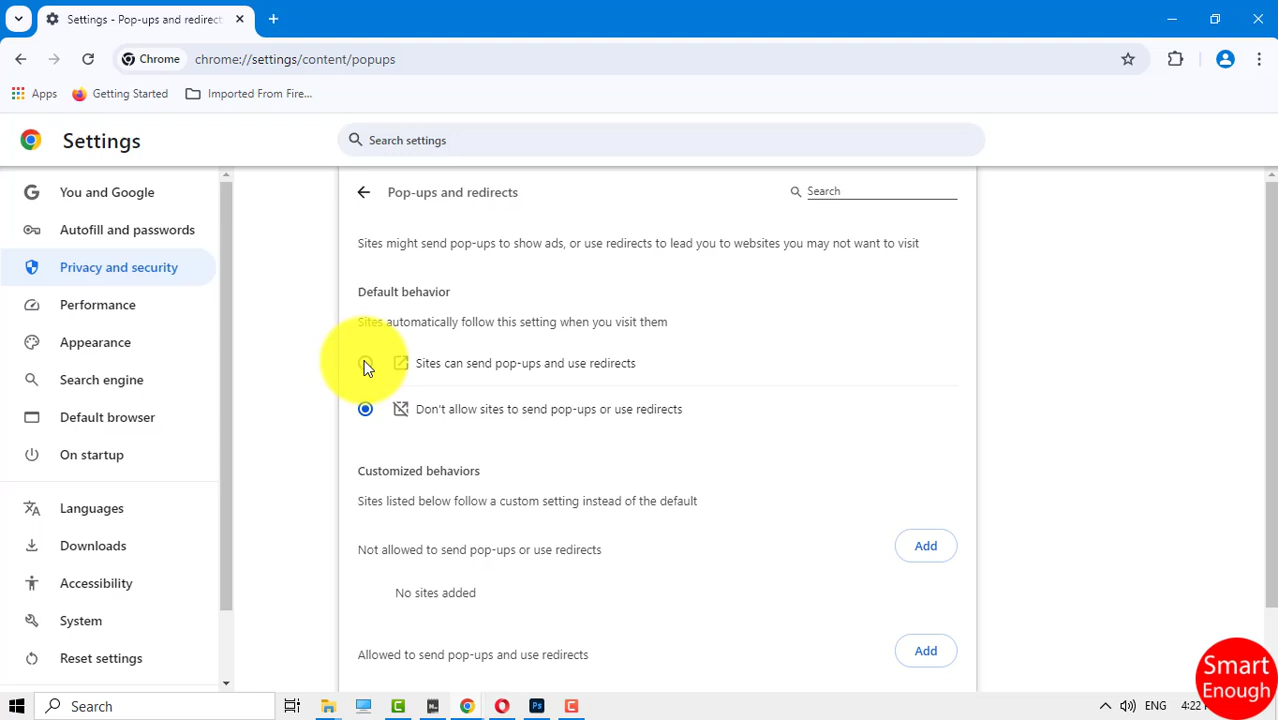 Settings - Pop-ups and redirect
Chrome
chrome://settings/content/popups
Apps
Getting Started
Imported From Fire...
Settings
Search settings
You and Google
Autofill and passwords
Privacy and security
Performance
Appearance
Search engine
Default browser
On startup
Languages
Downloads
Accessibility
System
Reset settings
Pop-ups and redirects
Search
Sites might send pop-ups to show ads, or use redirects to lead you to websites you may not want to visit
Default behavior
Sites automatically follow this setting when you visit them
Sites can send pop-ups and use redirects
Don't allow sites to send pop-ups or use redirects
Customized behaviors
Sites listed below follow a custom setting instead of the default
Not allowed to send pop-ups or use redirects
Add
No sites added
Allowed to send pop-ups and use redirects
Add
Smart
Enough
Search
Ps
C
C
ENG
4:22